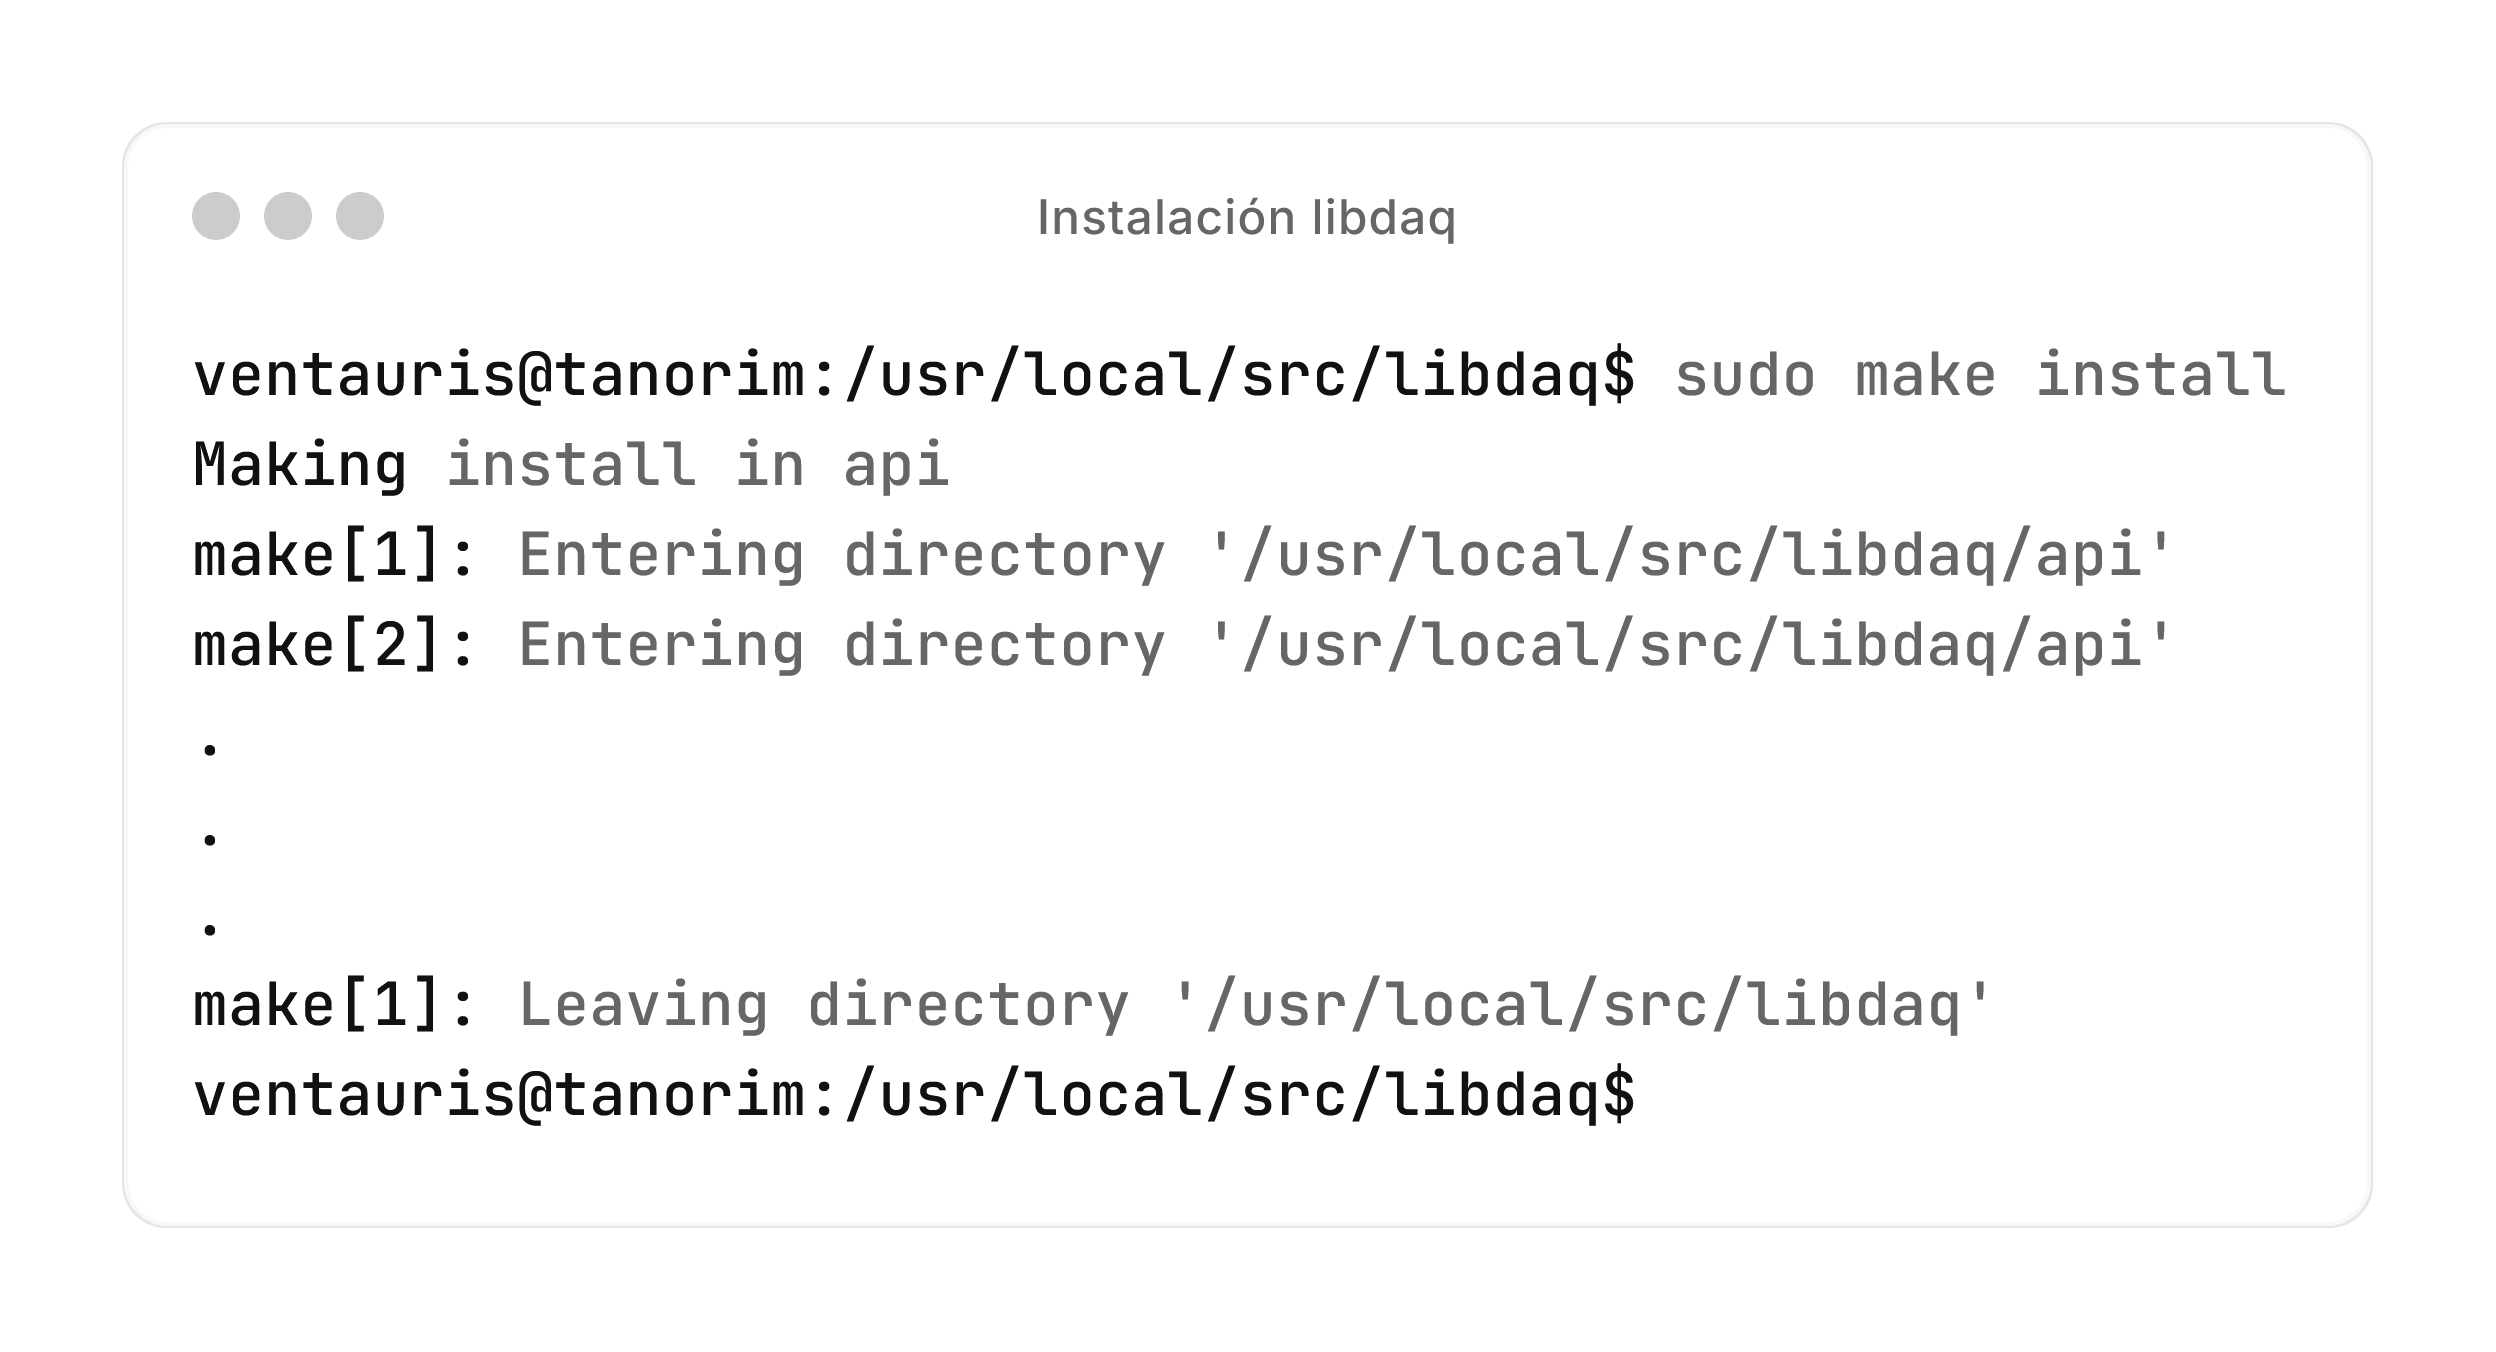 Instalación libdaq
ventauris@tanorim:/usr/local/src/libdaq$ sudo make install
Making install in api
make[1]: Entering directory '/usr/local/src/libdaq/api'
make[2]: Entering directory '/usr/local/src/libdaq/api'
.
.
.
make[1]: Leaving directory '/usr/local/src/libdaq'
ventauris@tanorim:/usr/local/src/libdaq$